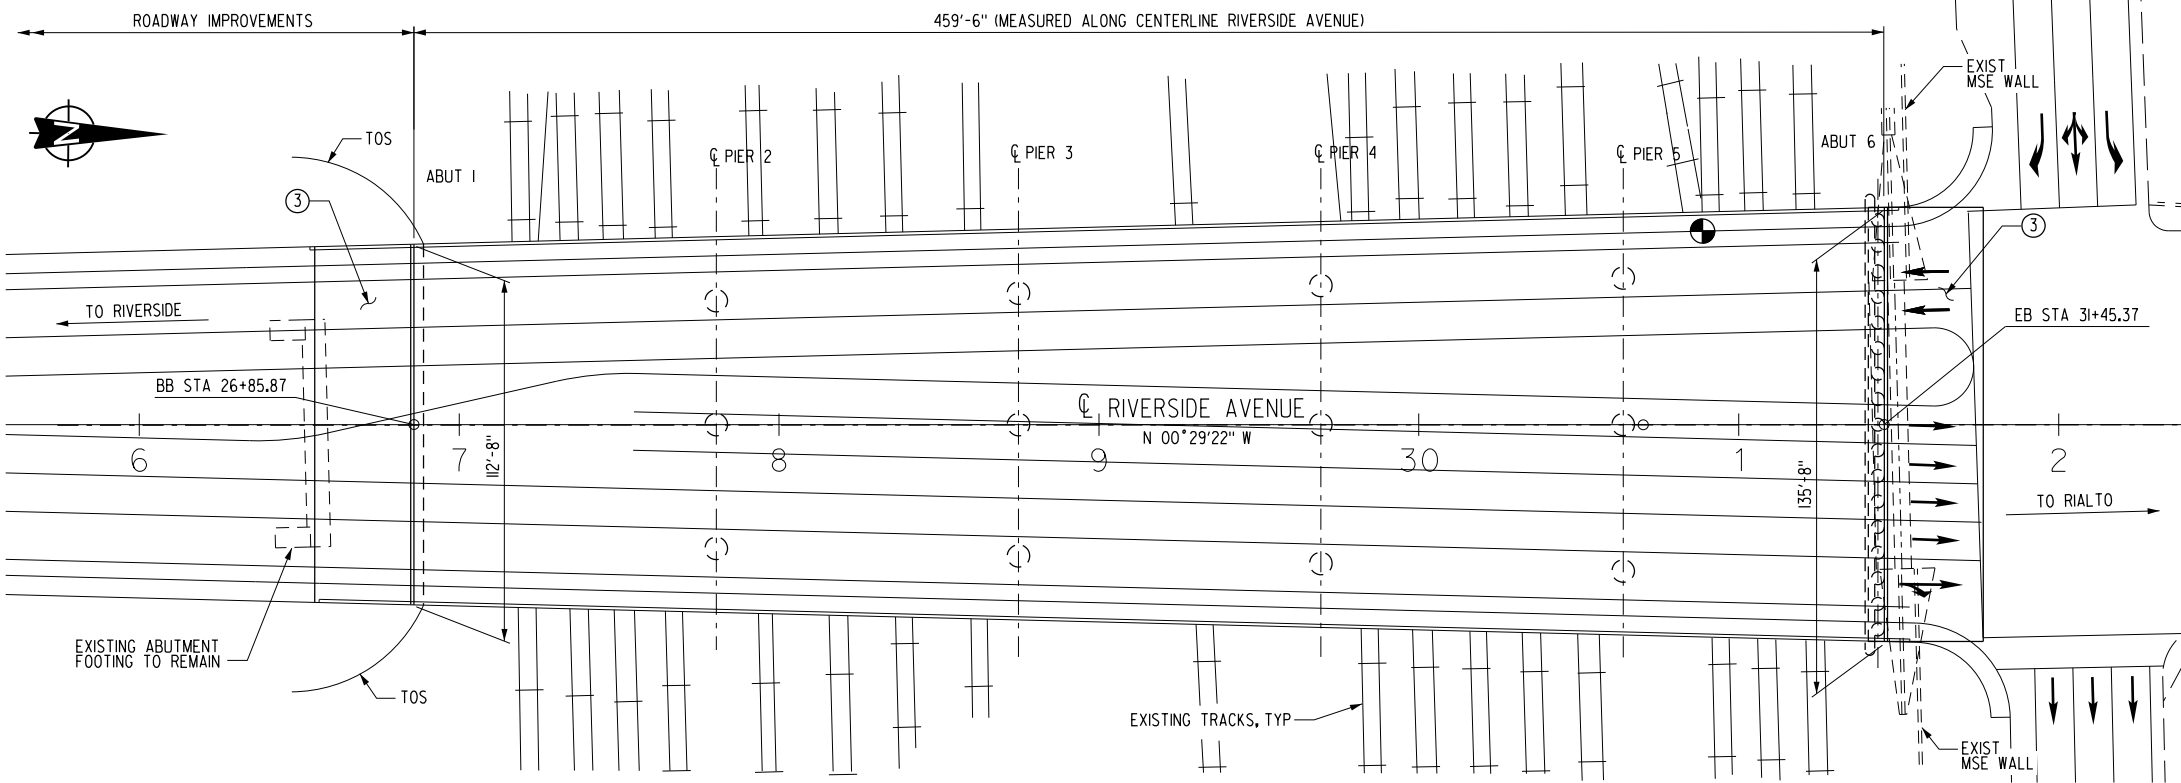 ROADWAY IMPROVEMENTS
459'-6" (MEASURED ALONG CENTERLINE RIVERSIDE AVENUE)
EXIST
MSE WALL
N
TOS
ABUT 1
℄ PIER 2
℄ PIER 3
℄ PIER 4
℄ PIER 5
ABUT 6
3
3
TO RIVERSIDE
EB STA 31+45.37
BB STA 26+85.87
℄ RIVERSIDE AVENUE
N 00°29'22" W
112'-8"
135'-8"
6
7
8
9
30
1
2
TO RIALTO
EXISTING ABUTMENT
FOOTING TO REMAIN
TOS
EXISTING TRACKS, TYP
EXIST
MSE WALL